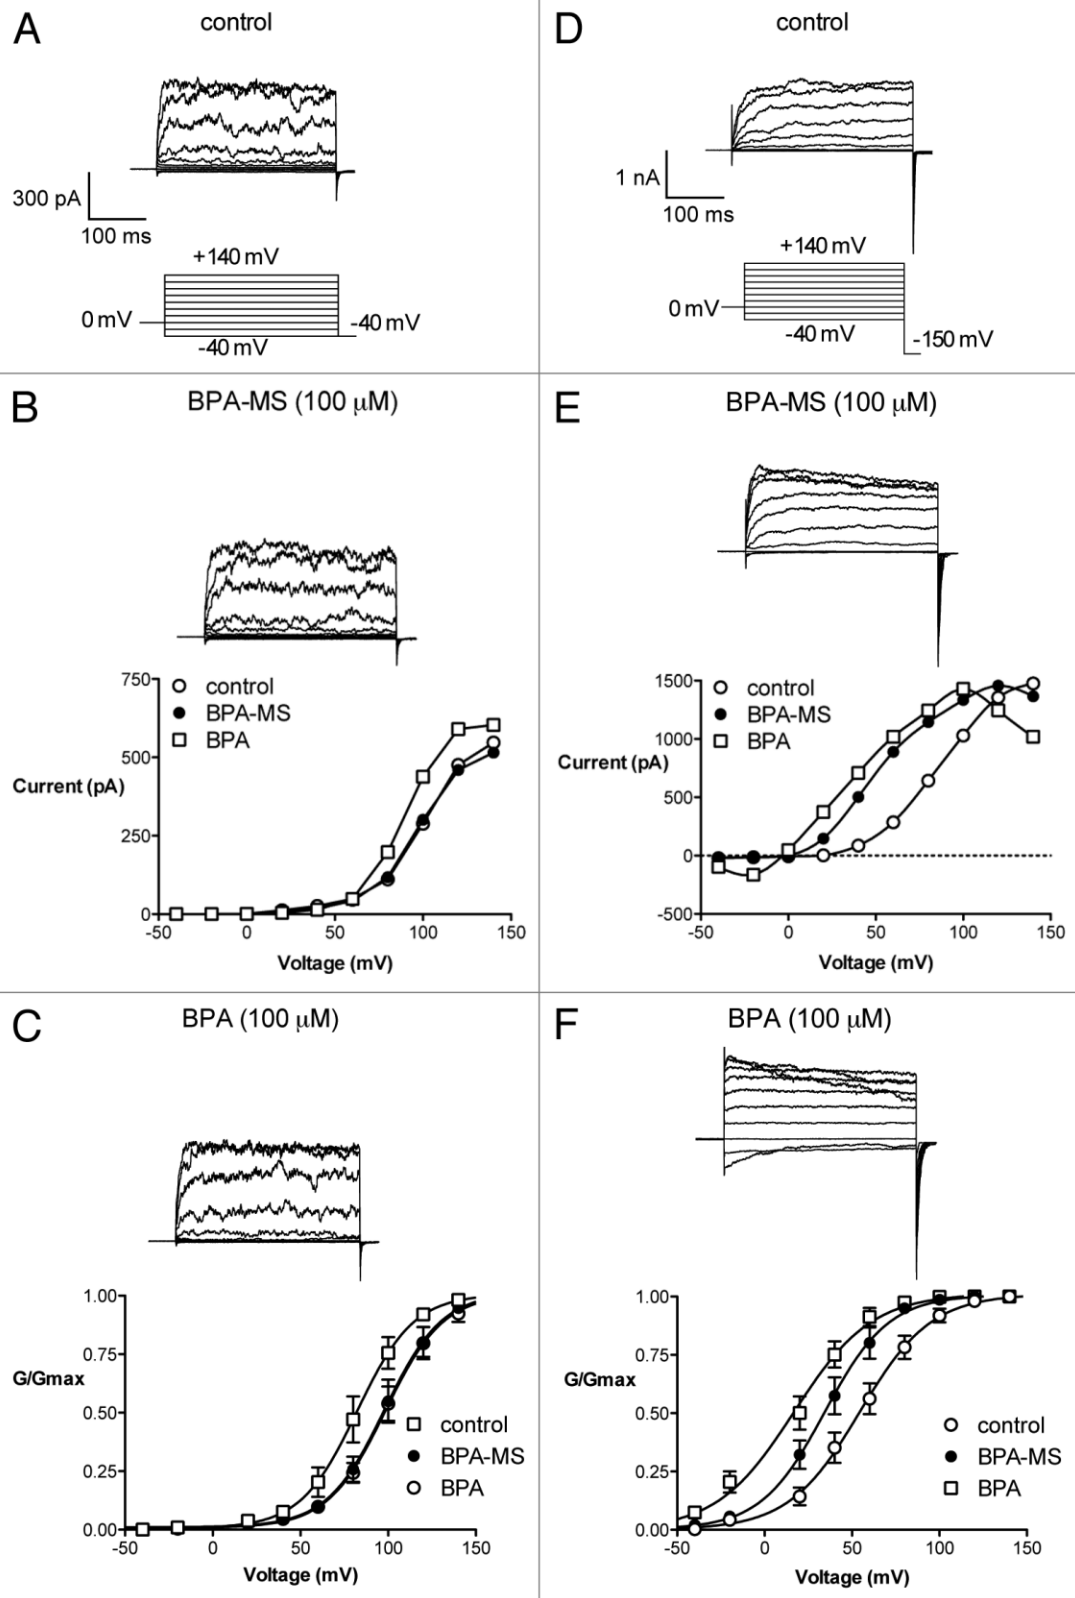 A
control
300 pA
100 ms
+140 mV
0 mV
-40 mV
-40 mV
D
control
1 nA
100 ms
+140 mV
0 mV
-40 mV
-150 mV
B
BPA-MS (100 μM)
750
500
250
0
control
BPA-MS
BPA
Current (pA)
-50
0
50
100
150
Voltage (mV)
E
BPA-MS (100 μM)
1500
1000
500
0
-500
control
BPA-MS
BPA
Current (pA)
-50
0
50
100
150
Voltage (mV)
C
BPA (100 μM)
1.00
0.75
0.50
0.25
0.00
G/Gmax
control
BPA-MS
BPA
-50
0
50
100
150
Voltage (mV)
F
BPA (100 μM)
1.00
0.75
0.50
0.25
0.00
G/Gmax
control
BPA-MS
BPA
-50
0
50
100
150
Voltage (mV)